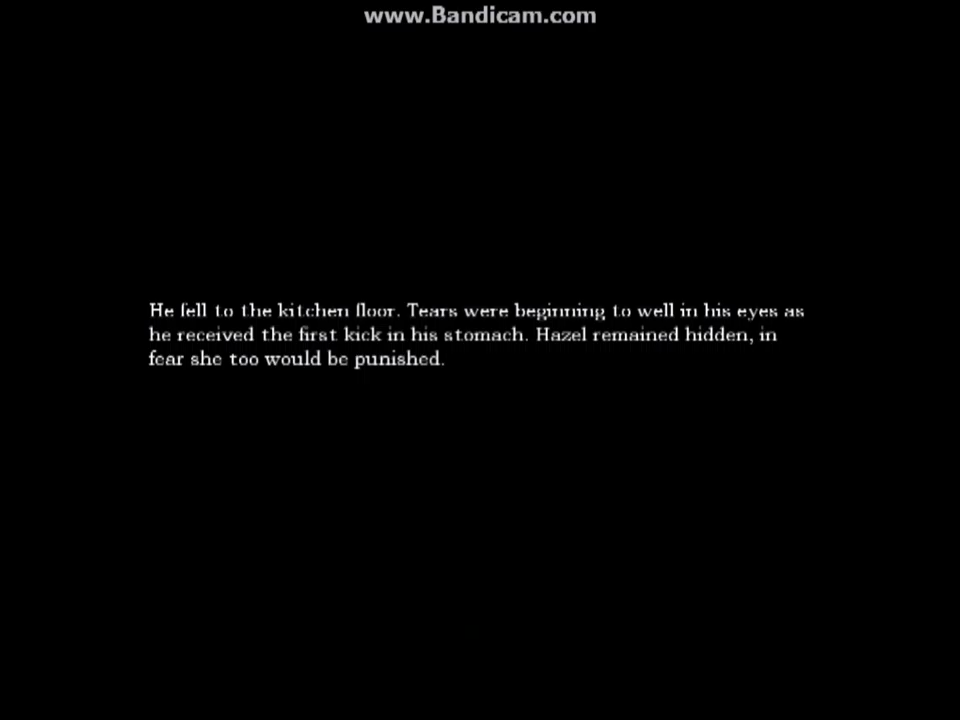 www.Bandicam.com
He fell to the kitchen floor. Tears were beginning to well in his eyes as
he received the first kick in his stomach. Hazel remained hidden, in
fear she too would be punished.